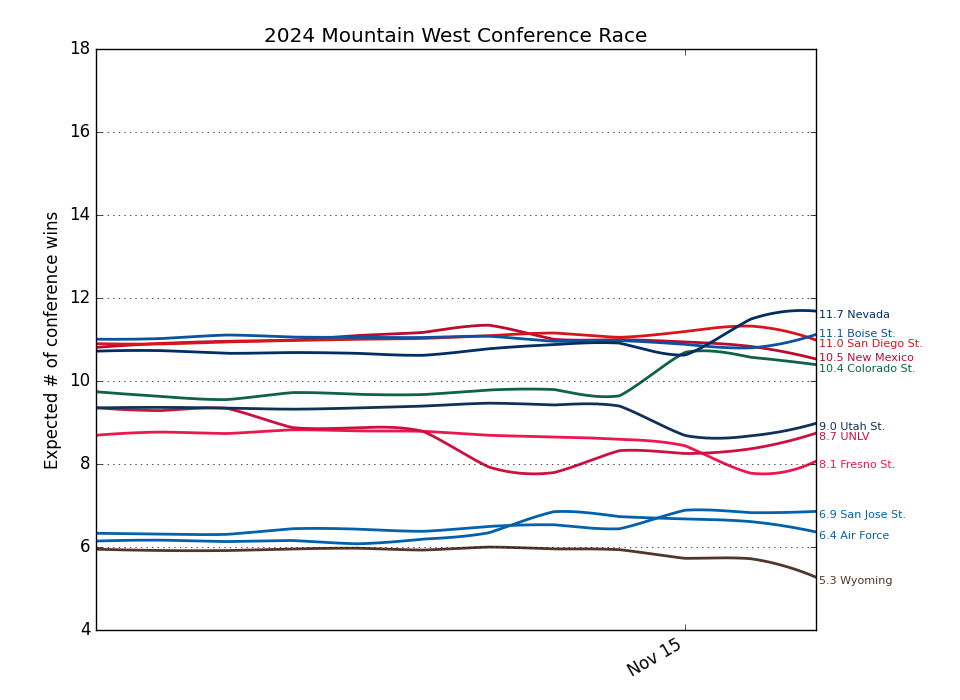 2024 Mountain West Conference Race
Expected # of conference wins
18
16
14
12
10
8
6
4
11.7 Nevada
11.1 Boise St.
11.0 San Diego St.
10.5 New Mexico
10.4 Colorado St.
9.0 Utah St.
8.7 UNLV
8.1 Fresno St.
6.9 San Jose St.
6.4 Air Force
5.3 Wyoming
Nov 15